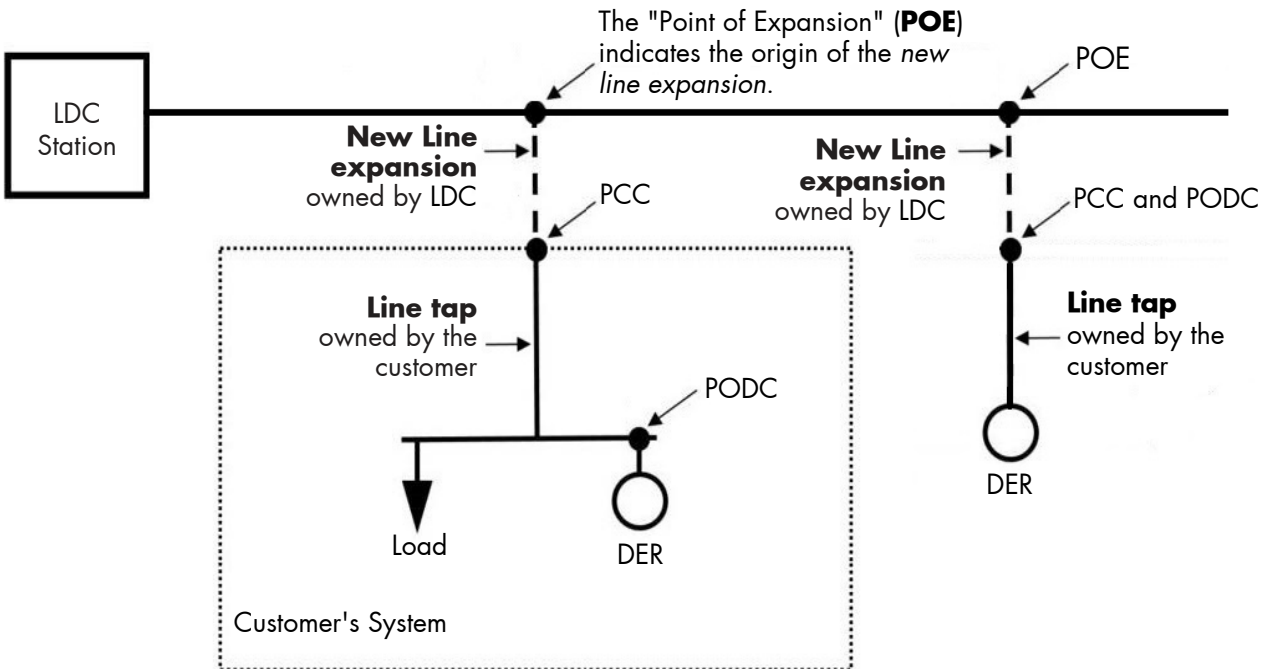 The "Point of Expansion" (POE)
indicates the origin of the new
line expansion.
POE
LDC
Station
New Line
expansion
owned by LDC
PCC
New Line
expansion
owned by LDC
PCC and PODC
Line tap
owned by the
customer
PODC
Load
DER
Line tap
owned by the
customer
DER
Customer's System